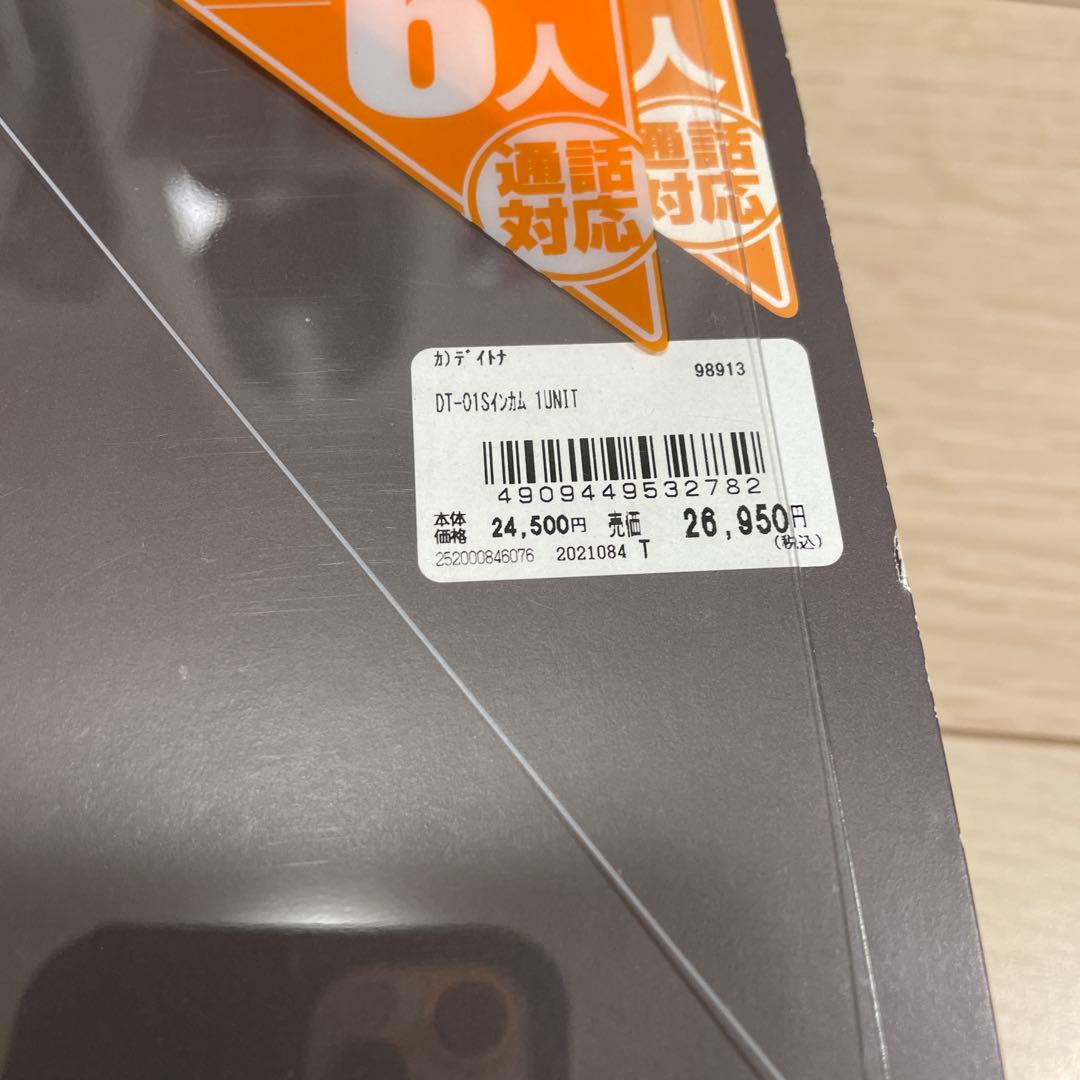 6人
通話
対応
人
通話
対応
カ)デイトナ
98913
DT-01Sインカム 1UNIT
4909449532782
本体
価格
24,500円
売価
26,950円
(税込)
252000846076
2021084 T